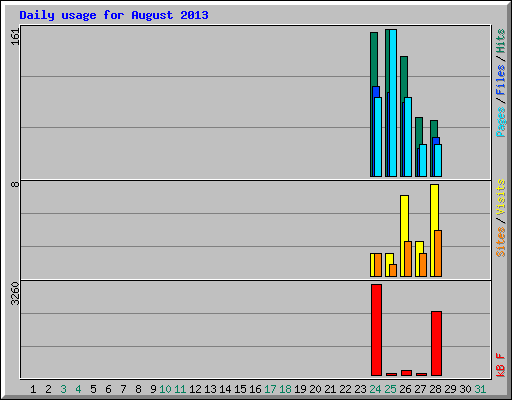 Daily usage for August 2013
161
8
3260
Pages/Files/Hits
Sites/Visits
kB F
1 2 3 4 5 6 7 8 9 10 11 12 13 14 15 16 17 18 19 20 21 22 23 24 25 26 27 28 29 30 31